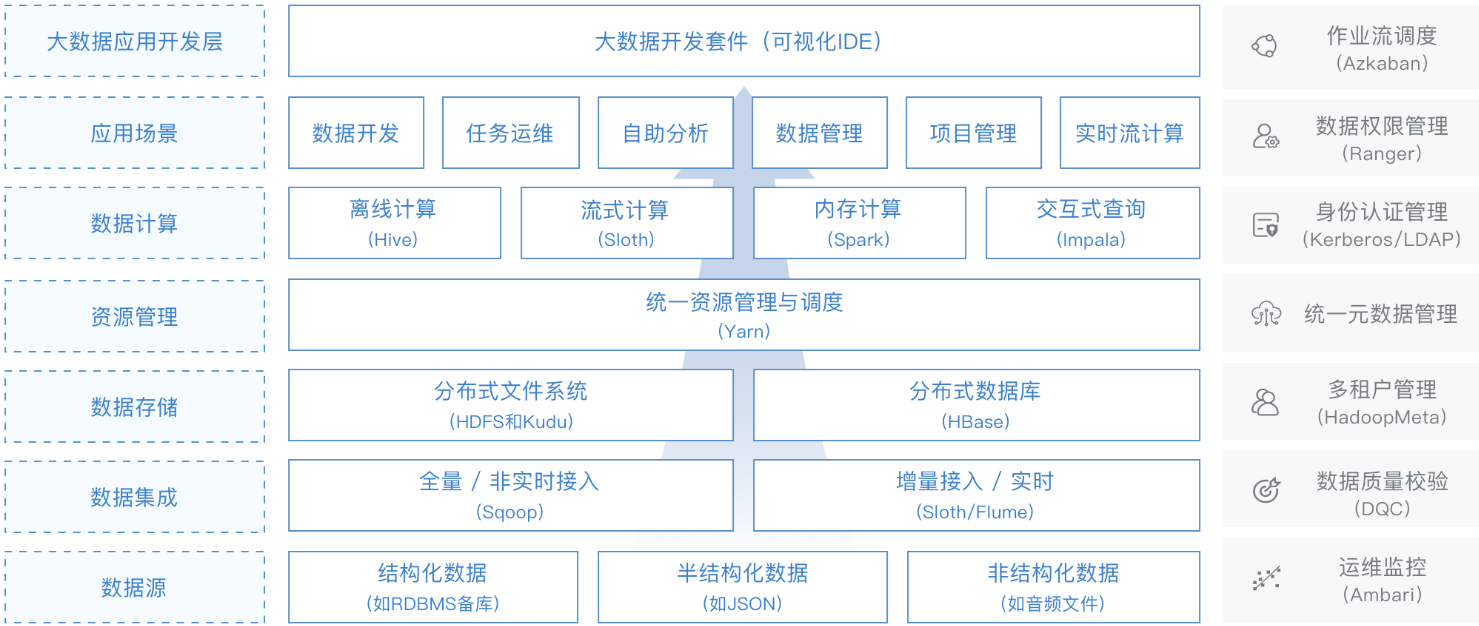 大数据应用开发层
大数据开发套件（可视化IDE）
作业流调度
(Azkaban)
应用场景
数据开发
任务运维
自助分析
数据管理
项目管理
实时流计算
数据权限管理
(Ranger)
数据计算
离线计算
(Hive)
流式计算
(Sloth)
内存计算
(Spark)
交互式查询
(Impala)
身份认证管理
(Kerberos/LDAP)
资源管理
统一资源管理与调度
(Yarn)
统一元数据管理
数据存储
分布式文件系统
(HDFS和Kudu)
分布式数据库
(HBase)
多租户管理
(HadoopMeta)
数据集成
全量 / 非实时接入
(Sqoop)
增量接入 / 实时
(Sloth/Flume)
数据质量校验
(DQC)
数据源
结构化数据
(如RDBMS备库)
半结构化数据
(如JSON)
非结构化数据
(如音频文件)
运维监控
(Ambari)